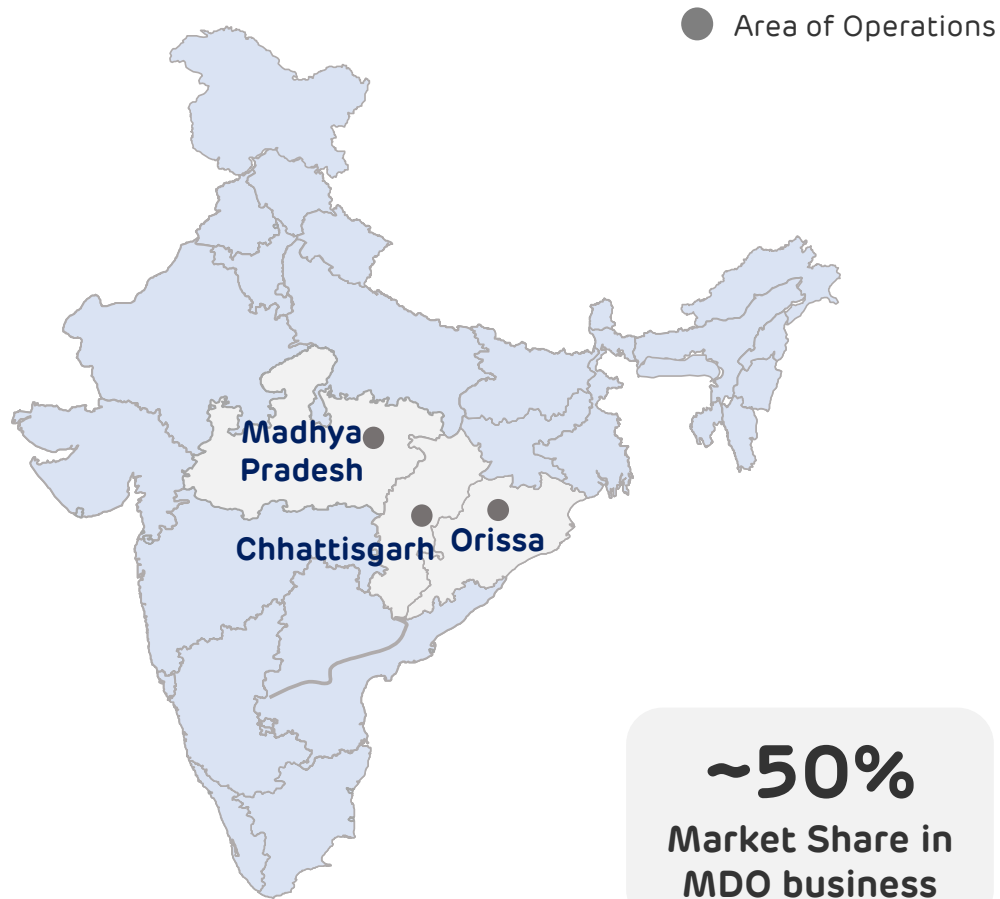 Area of Operations
Madhya
Pradesh
Chhattisgarh
Orissa
~50%
Market Share in
MDO business